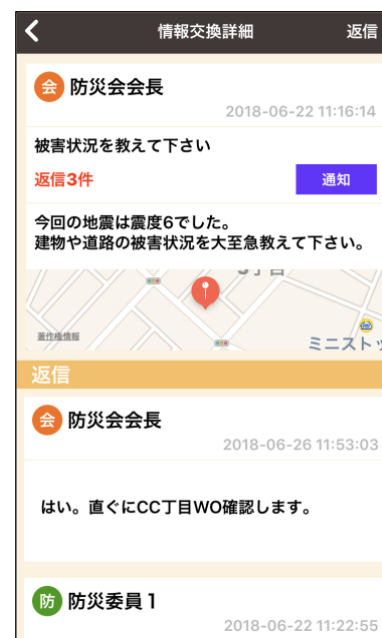 情報交換詳細
返信
会 防災会会長
2018-06-22 11:16:14
被害状況を教えて下さい
返信3件
通知
今回の地震は震度6でした。
建物や道路の被害状況を大至急教えて下さい。
著作権情報
ミニストッ
返信
会 防災会会長
2018-06-26 11:53:03
はい。直ぐにCC丁目WO確認します。
防 防災委員1
2018-06-22 11:22:55